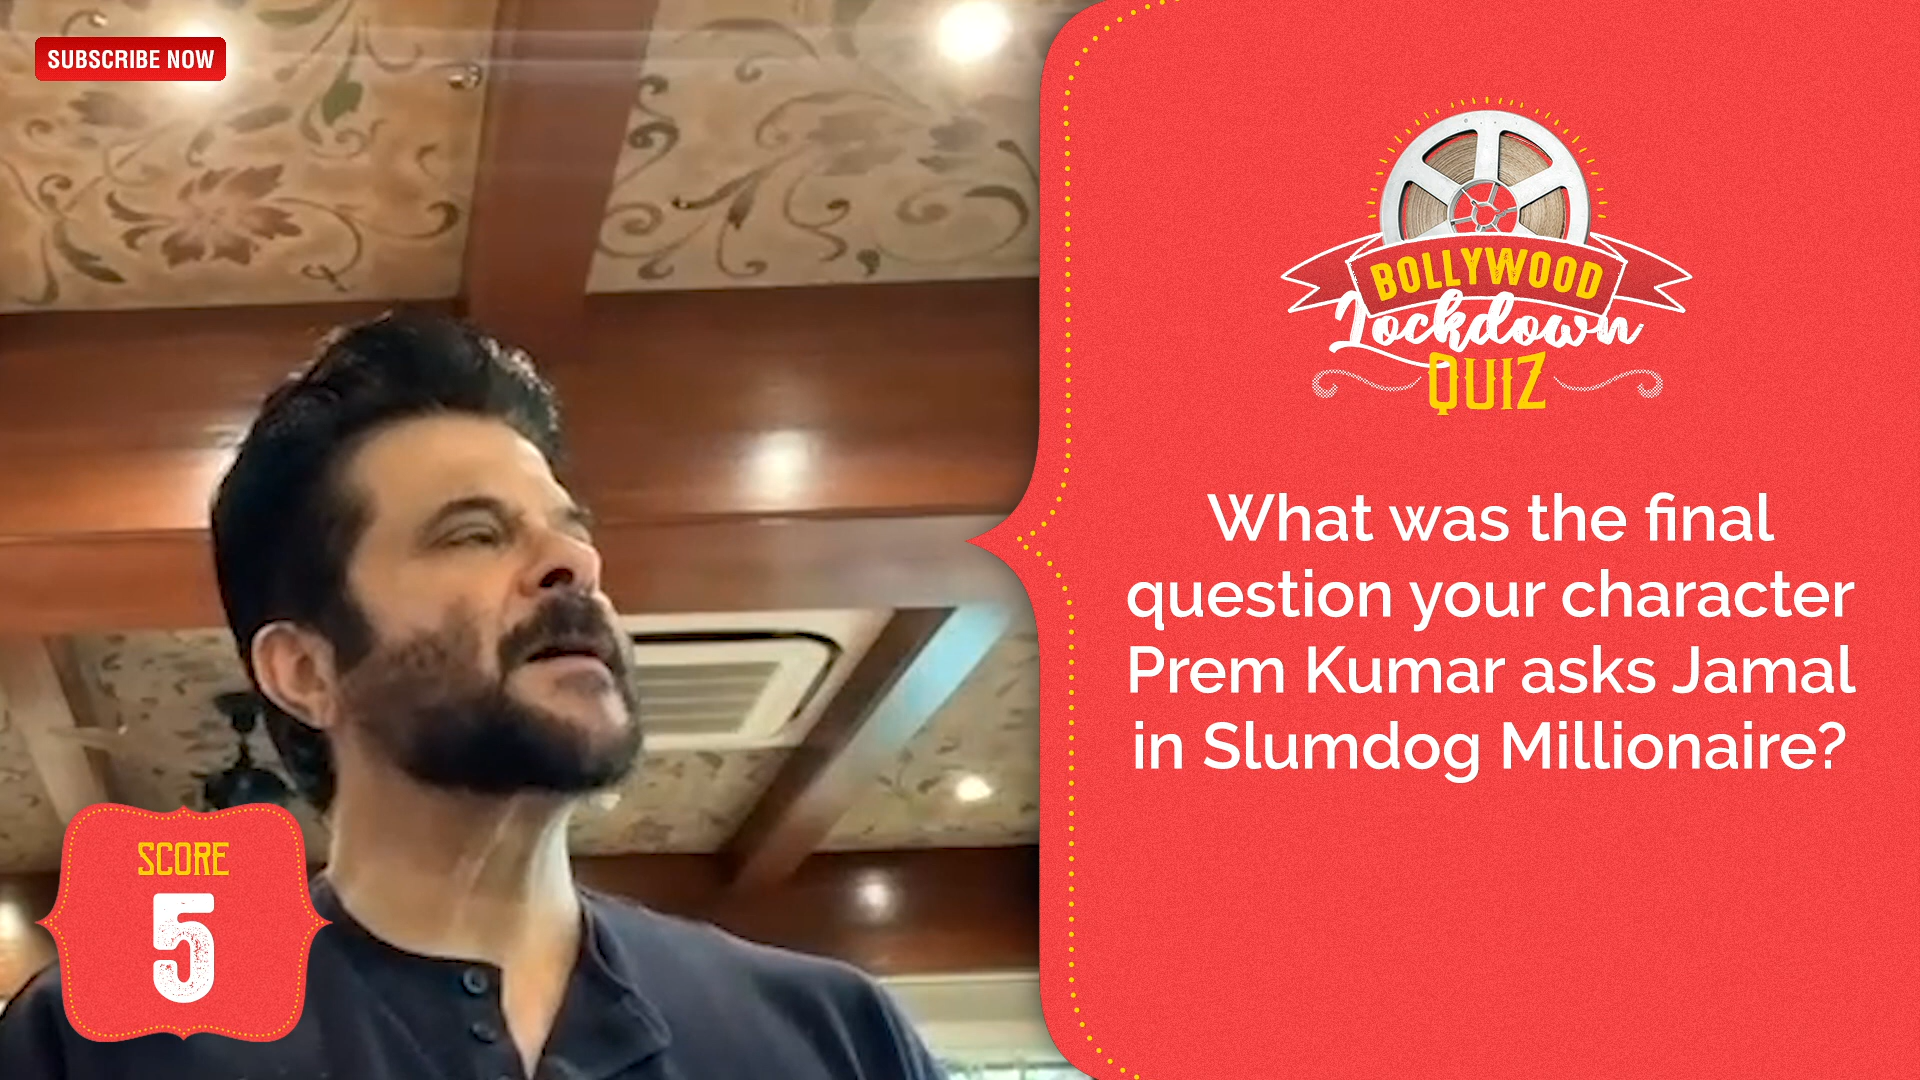 SUBSCRIBE NOW
BOLLYWOOD
Lockdown
QUIZ
What was the final
question your character
Prem Kumar asks Jamal
in Slumdog Millionaire?
SCORE
5